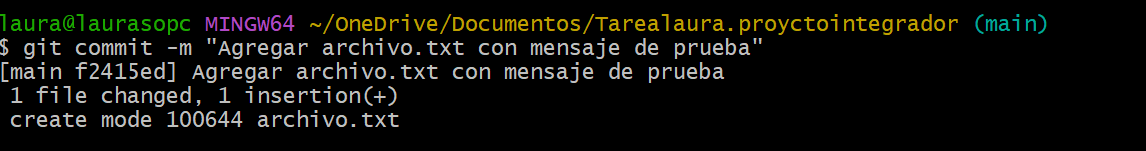 laura@laurasopc MINGW64 ~/OneDrive/Documentos/Tarealaura.proyctointegrador (main)
$ git commit -m "Agregar archivo.txt con mensaje de prueba"
[main f2415ed] Agregar archivo.txt con mensaje de prueba
 1 file changed, 1 insertion(+)
 create mode 100644 archivo.txt